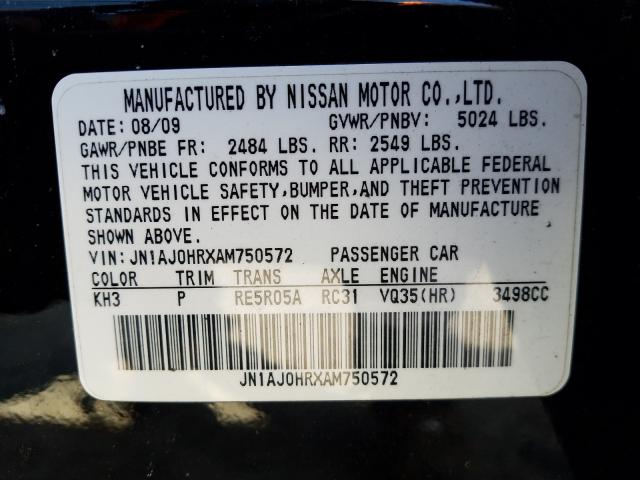 MANUFACTURED BY NISSAN MOTOR CO.,LTD.
DATE: 08/09 GVWR/PNBV: 5024 LBS.
GAWR/PNBE FR: 2484 LBS. RR: 2549 LBS.
THIS VEHICLE CONFORMS TO ALL APPLICABLE FEDERAL
MOTOR VEHICLE SAFETY,BUMPER,AND THEFT PREVENTION
STANDARDS IN EFFECT ON THE DATE OF MANUFACTURE
SHOWN ABOVE.
VIN: JN1AJ0HRXAM750572 PASSENGER CAR
COLOR TRIM TRANS AXLE ENGINE
KH3 P RE5R05A RC31 VQ35(HR) 3498CC
JN1AJ0HRXAM750572